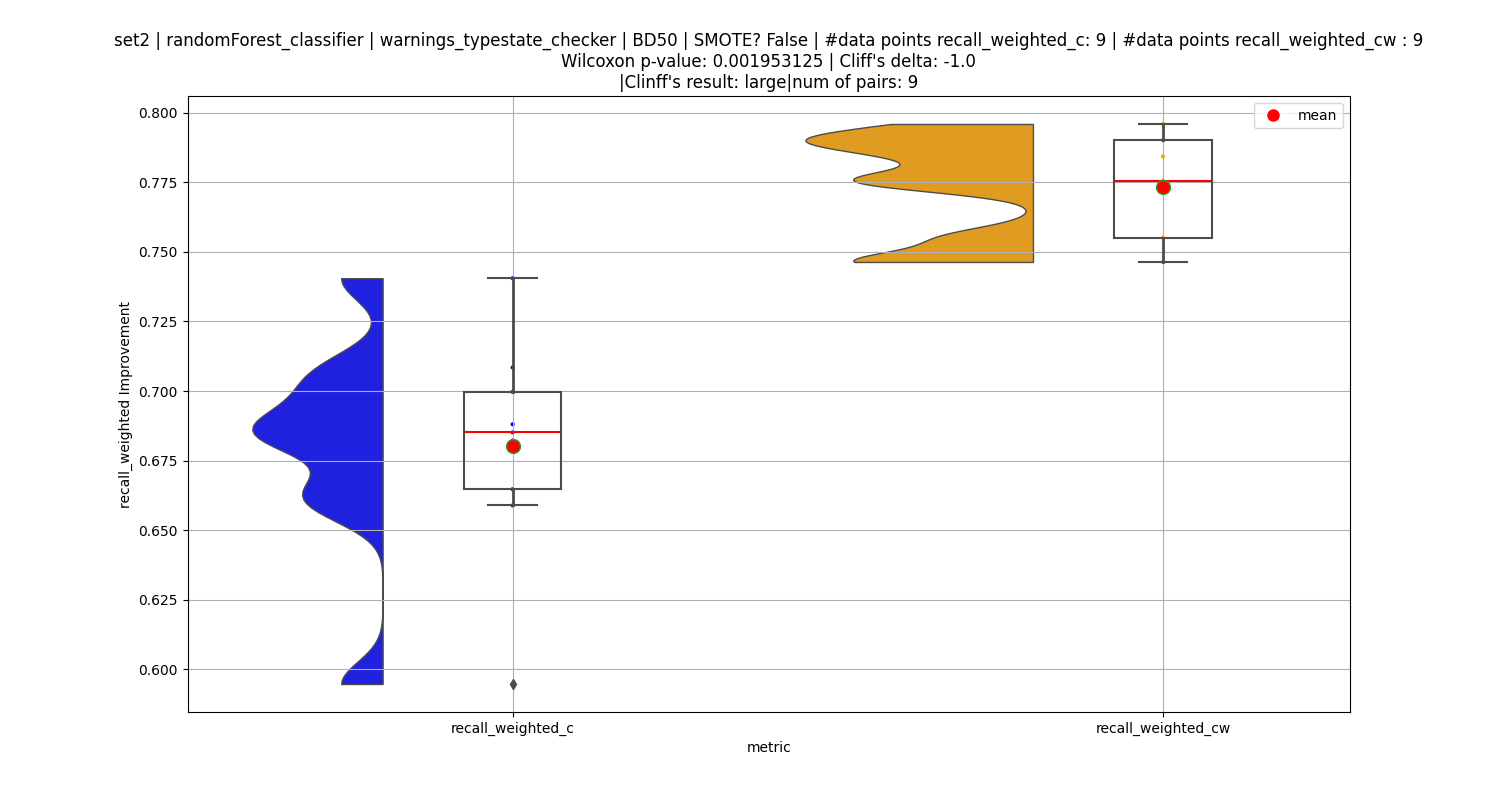 set2 | randomForest_classifier | warnings_typestate_checker | BD50 | SMOTE? False | #data points recall_weighted_c: 9 | #data points recall_weighted_cw : 9
Wilcoxon p-value: 0.001953125 | Cliff's delta: -1.0
|Clinff's result: large|num of pairs: 9
mean
0.800
0.775
0.750
0.725
0.700
0.675
0.650
0.625
0.600
recall_weighted Improvement
recall_weighted_c
recall_weighted_cw
metric